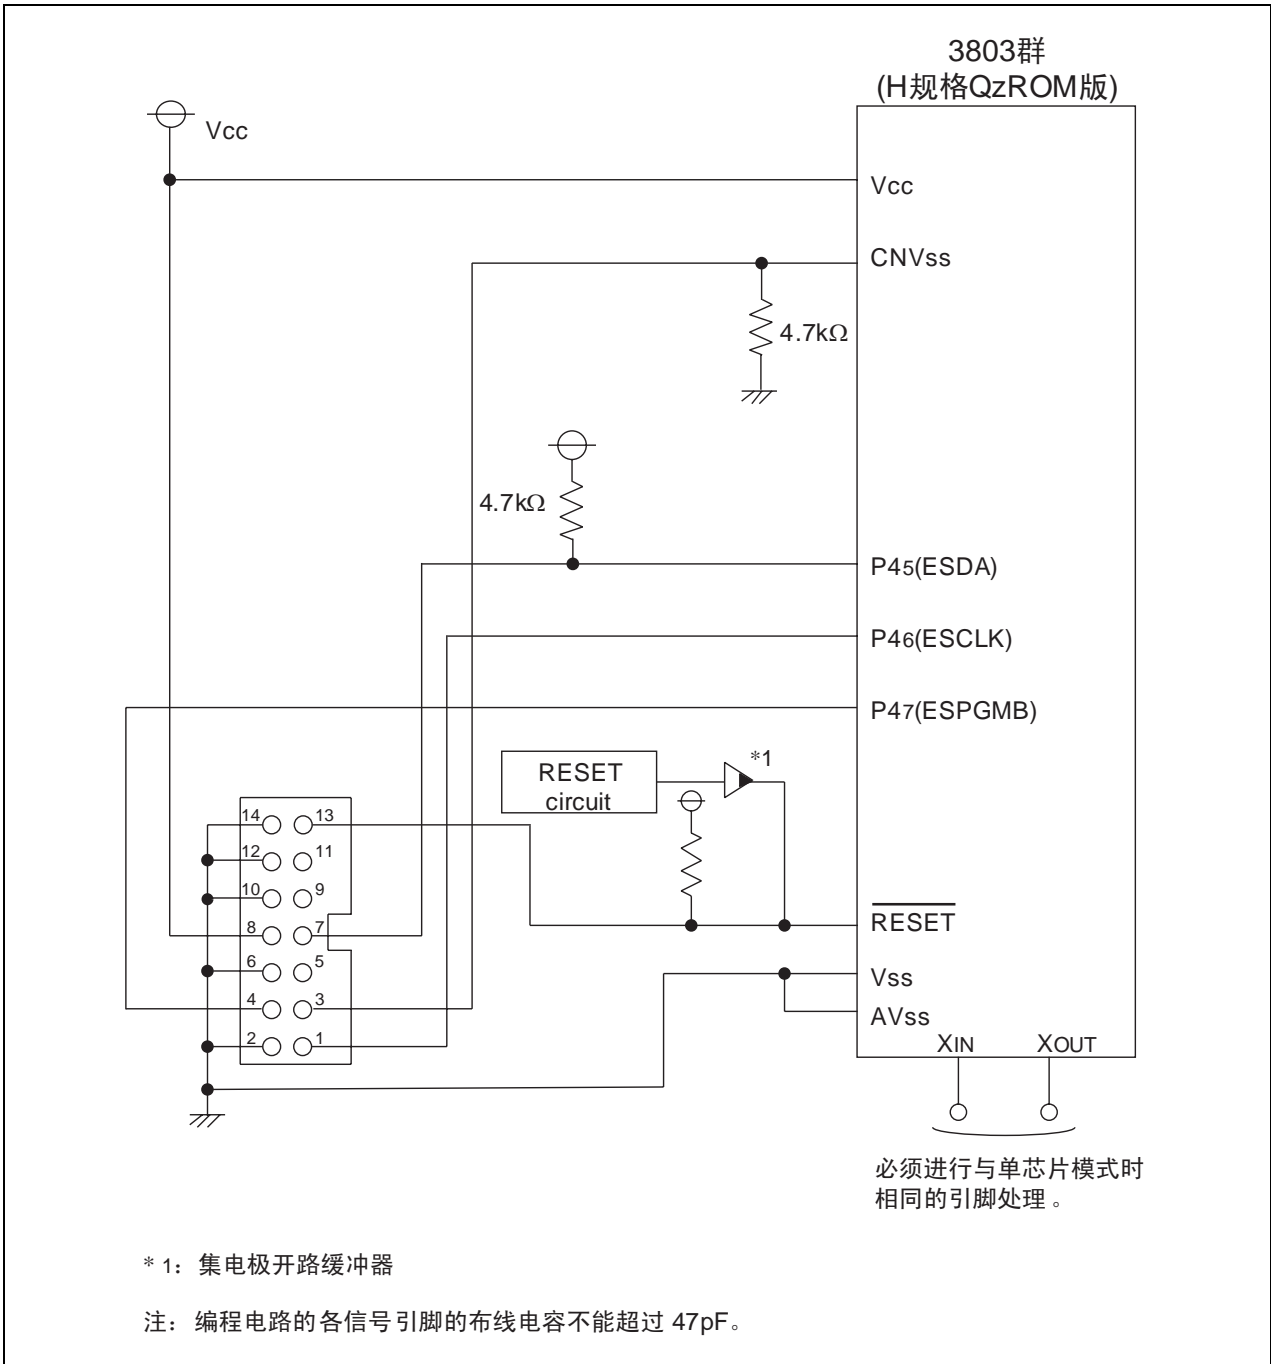 3803群
(H规格QzROM版)
Vcc
Vcc
CNVss
4.7kΩ
4.7kΩ
P45(ESDA)
P46(ESCLK)
P47(ESPGMB)
*1
RESET
circuit
14 13
12 11
10 9
8 7
6 5
4 3
2 1
RESET
Vss
AVss
XIN XOUT
必须进行与单芯片模式时
相同的引脚处理。
* 1：集电极开路缓冲器
注：编程电路的各信号引脚的布线电容不能超过 47pF。